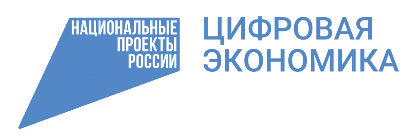 НАЦИОНАЛЬНЫЕ
ПРОЕКТЫ
РОССИИ
ЦИФРОВАЯ
ЭКОНОМИКА